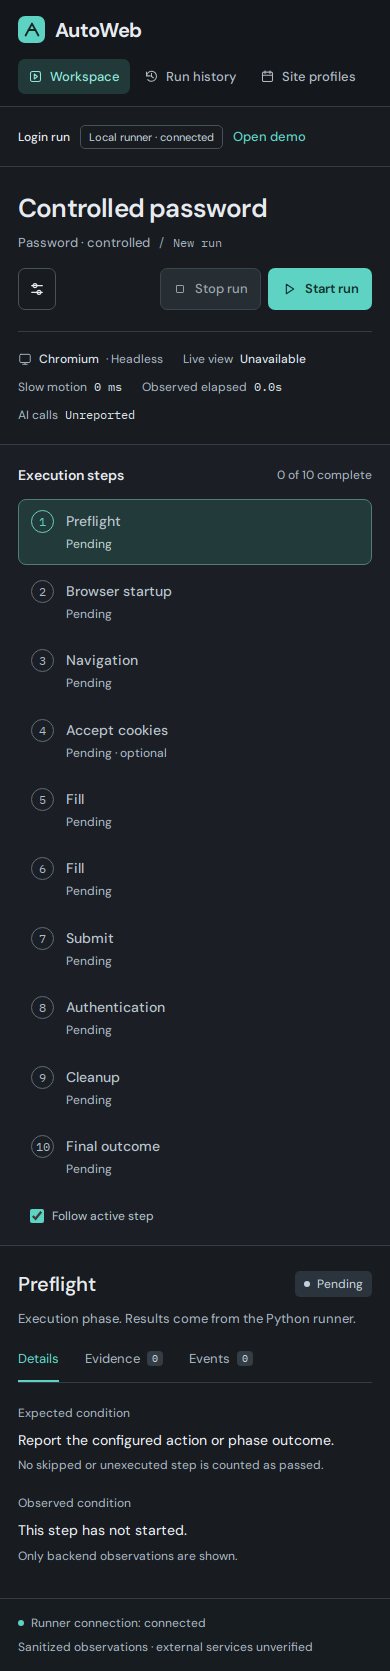 AutoWeb
Workspace Run history Site profiles
Login run Local runner · connected Open demo
Controlled password
Password · controlled / New run
Stop run Start run
Chromium · Headless Live view Unavailable
Slow motion 0 ms Observed elapsed 0.0s
AI calls Unreported
Execution steps 0 of 10 complete
1 Preflight
Pending
2 Browser startup
Pending
3 Navigation
Pending
4 Accept cookies
Pending · optional
5 Fill
Pending
6 Fill
Pending
7 Submit
Pending
8 Authentication
Pending
9 Cleanup
Pending
10 Final outcome
Pending
Follow active step
Preflight Pending
Execution phase. Results come from the Python runner.
Details Evidence 0 Events 0
Expected condition
Report the configured action or phase outcome.
No skipped or unexecuted step is counted as passed.
Observed condition
This step has not started.
Only backend observations are shown.
Runner connection: connected
Sanitized observations · external services unverified